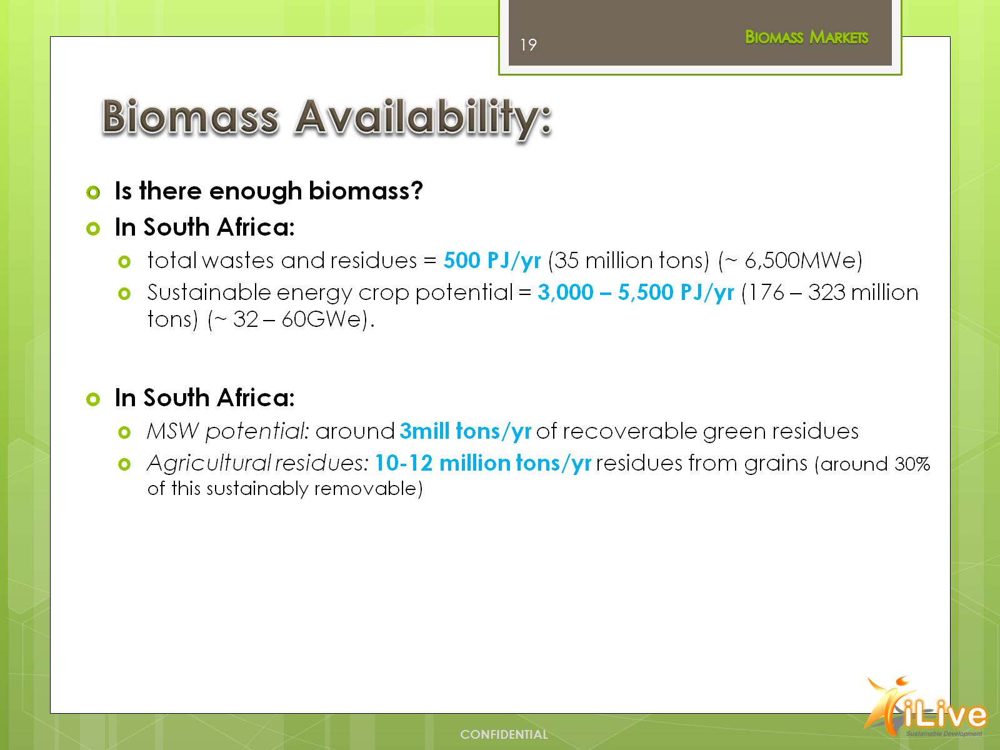 19
BIOMASS MARKETS
Biomass Availability:
Is there enough biomass?
In South Africa:
total wastes and residues = 500 PJ/yr (35 million tons) (~ 6,500MWe)
Sustainable energy crop potential = 3,000 – 5,500 PJ/yr (176 – 323 million
tons) (~ 32 – 60GWe).
In South Africa:
MSW potential: around 3mill tons/yr of recoverable green residues
Agricultural residues: 10-12 million tons/yr residues from grains (around 30%
of this sustainably removable)
iLive
Sustainable Development
CONFIDENTIAL